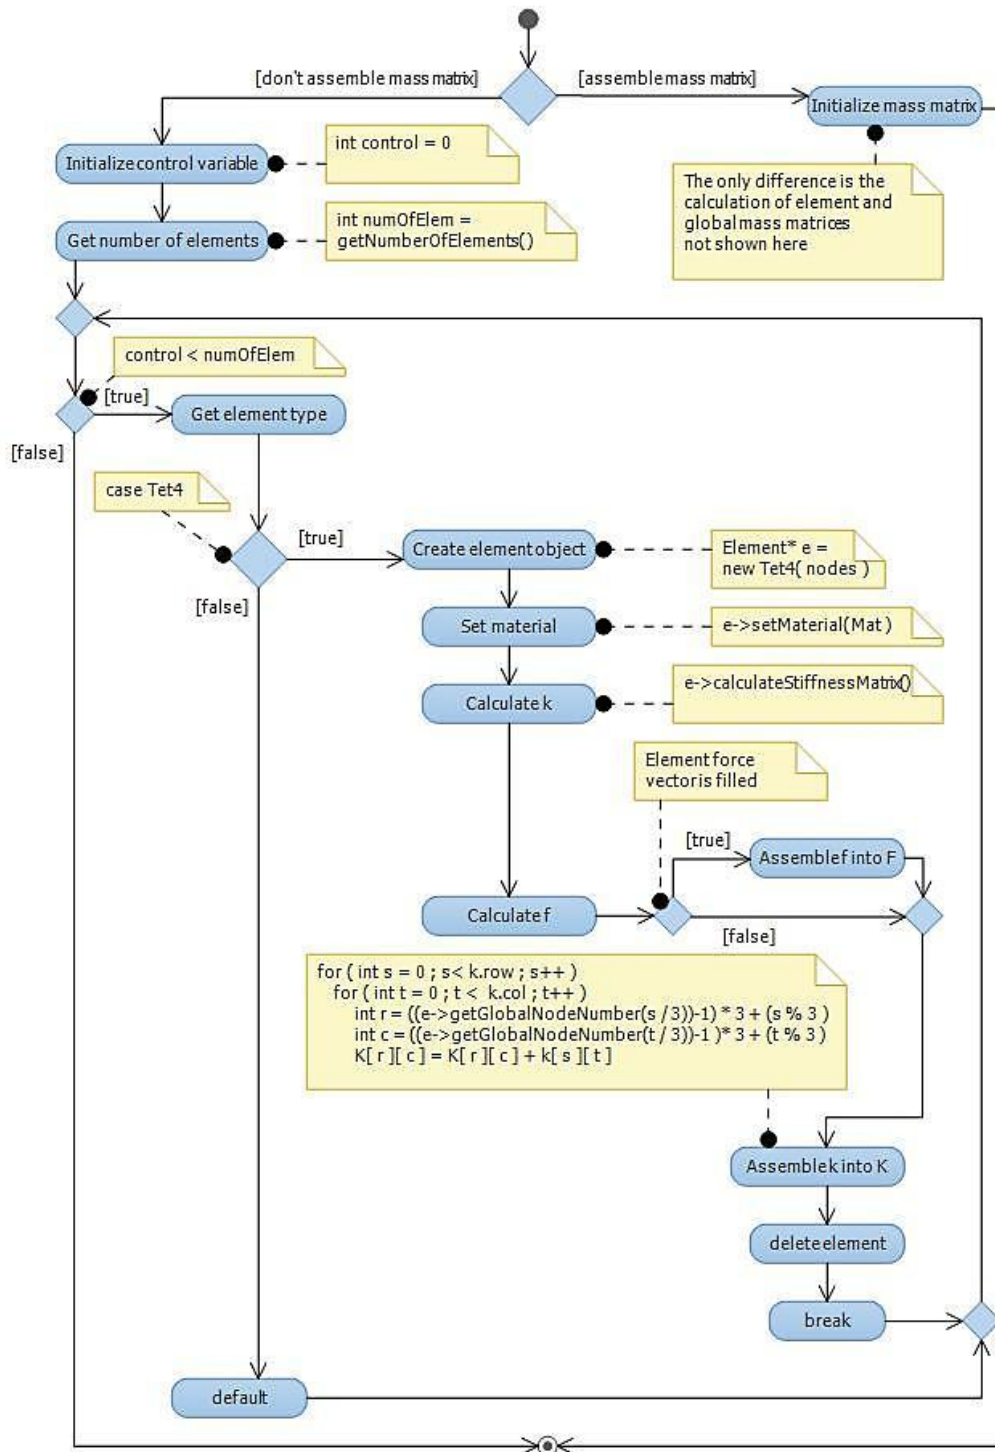 [don't assemble mass matrix]
[assemble mass matrix]
Initialize mass matrix
int control = 0
Initialize control variable
The only difference is the
calculation of element and
global mass matrices
not shown here
int numOfElem =
getNumberOfElements()
Get number of elements
control < numOfElem
[true]
Get element type
[false]
case Tet4
[true]
Create element object
Element* e =
new Tet4( nodes )
[false]
Set material
e->setMaterial(Mat )
Calculate k
e->calculateStiffnessMatrix()
Element force
vector is filled
[true]
Assemble f into F
Calculate f
[false]
for ( int s = 0 ; s< k.row ; s++ )
for ( int t = 0 ; t < k.col ; t++ )
int r = ((e->getGlobalNodeNumber(s / 3))-1) * 3 + (s % 3 )
int c = ((e->getGlobalNodeNumber(t / 3))-1 )* 3 + (t % 3 )
K[ r ][ c ] = K[ r ][ c ] + k[ s ][ t ]
Assemble k into K
delete element
break
default